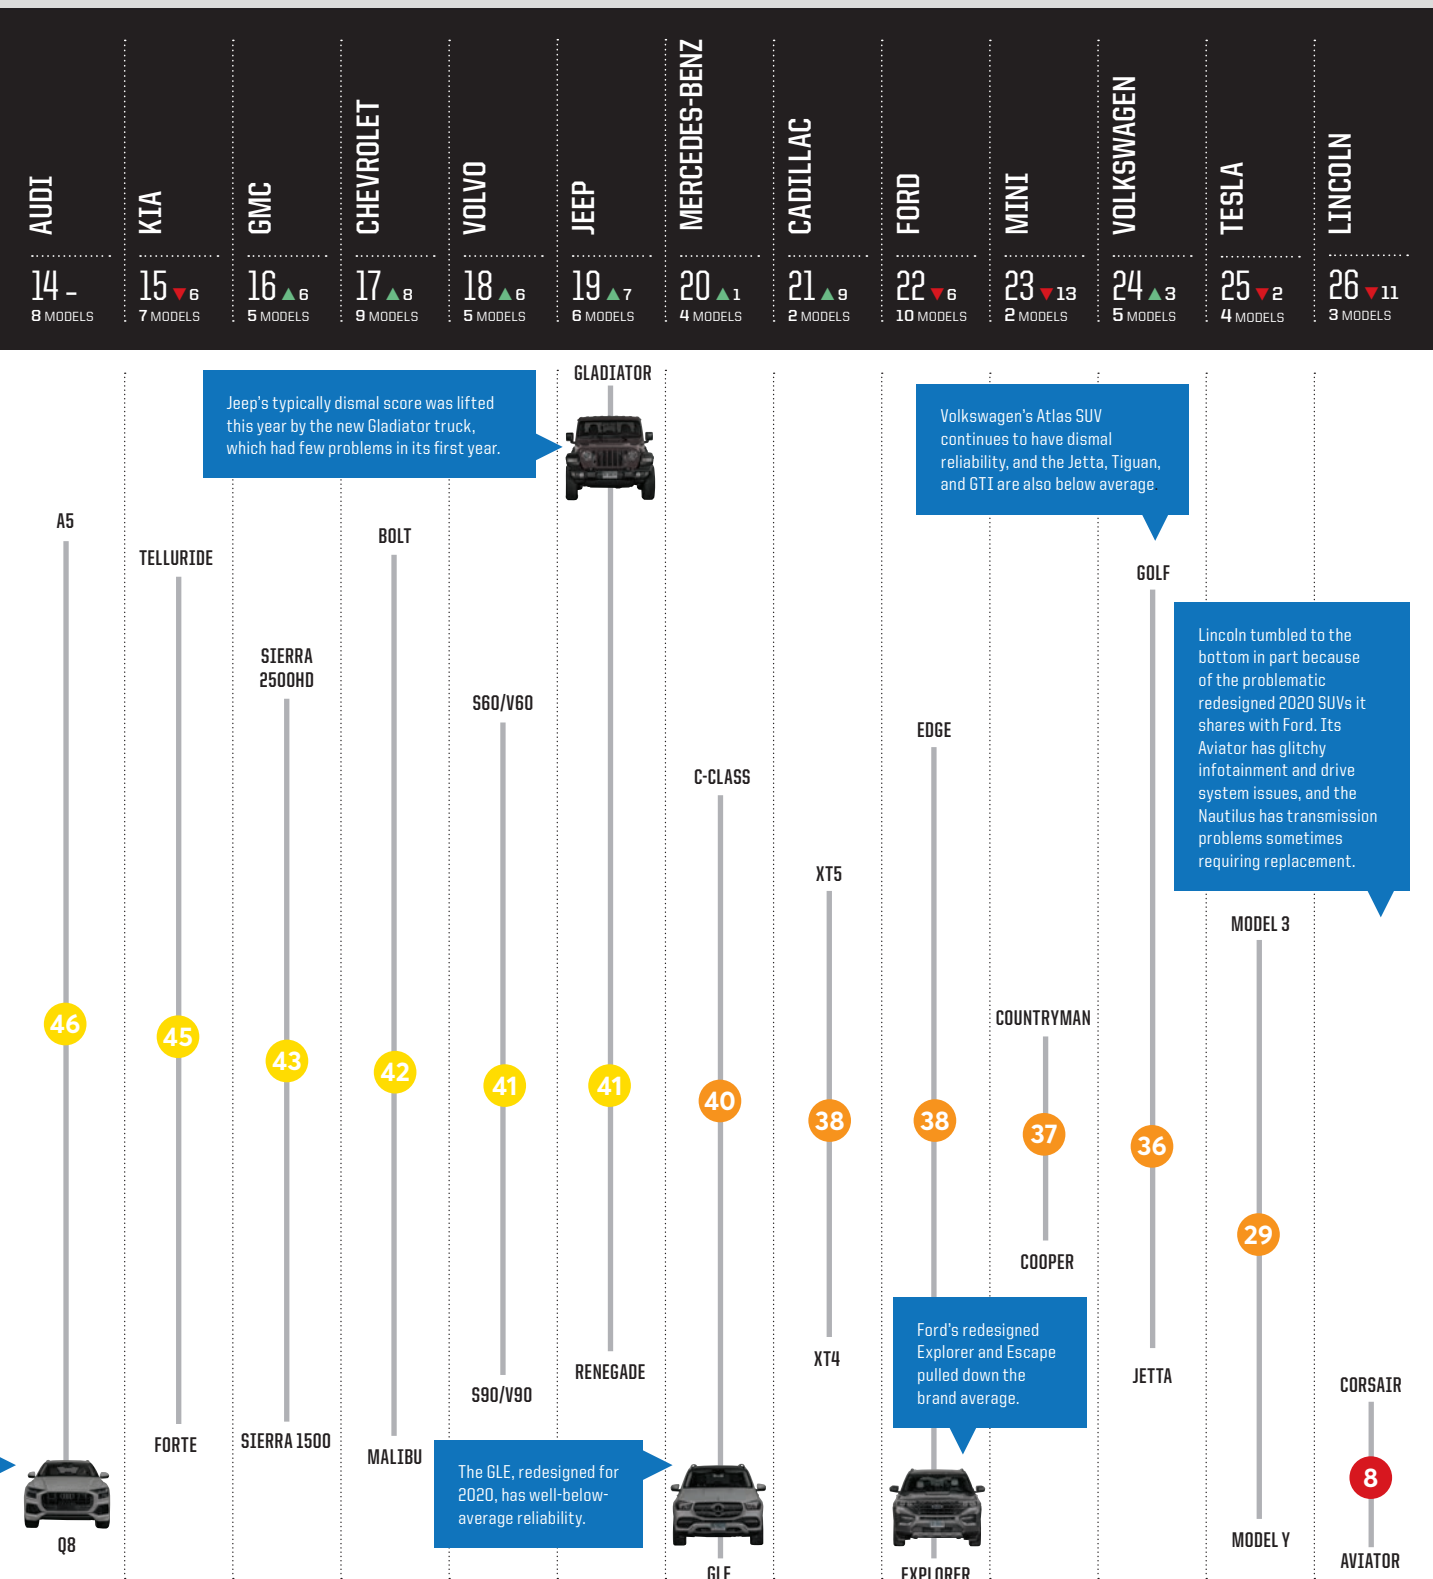 AUDI
14 –
8 MODELS
KIA
15 ▼ 6
7 MODELS
GMC
16 ▲ 6
5 MODELS
CHEVROLET
17 ▲ 8
9 MODELS
VOLVO
18 ▲ 6
5 MODELS
JEEP
19 ▲ 7
6 MODELS
MERCEDES-BENZ
20 ▲ 1
4 MODELS
CADILLAC
21 ▲ 9
2 MODELS
FORD
22 ▼ 6
10 MODELS
MINI
23 ▼ 13
2 MODELS
VOLKSWAGEN
24 ▲ 3
5 MODELS
TESLA
25 ▼ 2
4 MODELS
LINCOLN
26 ▼ 11
3 MODELS
Jeep's typically dismal score was lifted
this year by the new Gladiator truck,
which had few problems in its first year.
Volkswagen's Atlas SUV
continues to have dismal
reliability, and the Jetta, Tiguan,
and GTI are also below average.
Lincoln tumbled to the
bottom in part because
of the problematic
redesigned 2020 SUVs it
shares with Ford. Its
Aviator has glitchy
infotainment and drive
system issues, and the
Nautilus has transmission
problems sometimes
requiring replacement.
A5
46
Q8
TELLURIDE
45
FORTE
SIERRA
2500HD
43
SIERRA 1500
BOLT
42
MALIBU
S60/V60
41
S90/V90
GLADIATOR
41
RENEGADE
C-CLASS
40
GLE
The GLE, redesigned for
2020, has well-below-
average reliability.
XT5
38
XT4
EDGE
38
Ford's redesigned
Explorer and Escape
pulled down the
brand average.
EXPLORER
COUNTRYMAN
37
COOPER
GOLF
36
JETTA
MODEL 3
29
MODEL Y
CORSAIR
8
AVIATOR